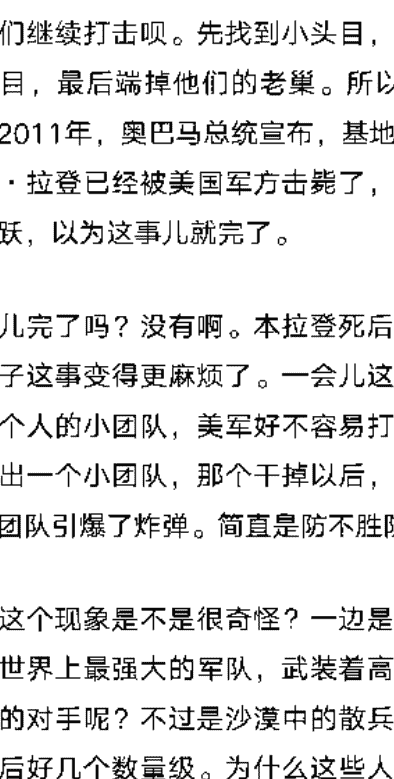 们继续打击呗。先找到小头目，
目，最后端掉他们的老巢。所以
2011年，奥巴马总统宣布，基地
·拉登已经被美国军方击毙了，
跃，以为这事儿就完了。
儿完了吗？没有啊。本拉登死后
子这事变得更麻烦了。一会儿这
个人的小团队，美军好不容易打
出一个小团队，那个干掉以后，
团队引爆了炸弹。简直是防不胜防
这个现象是不是很奇怪？一边是
世界上最强大的军队，武装着高
的对手呢？不过是沙漠中的散兵
后好几个数量级。为什么这些人